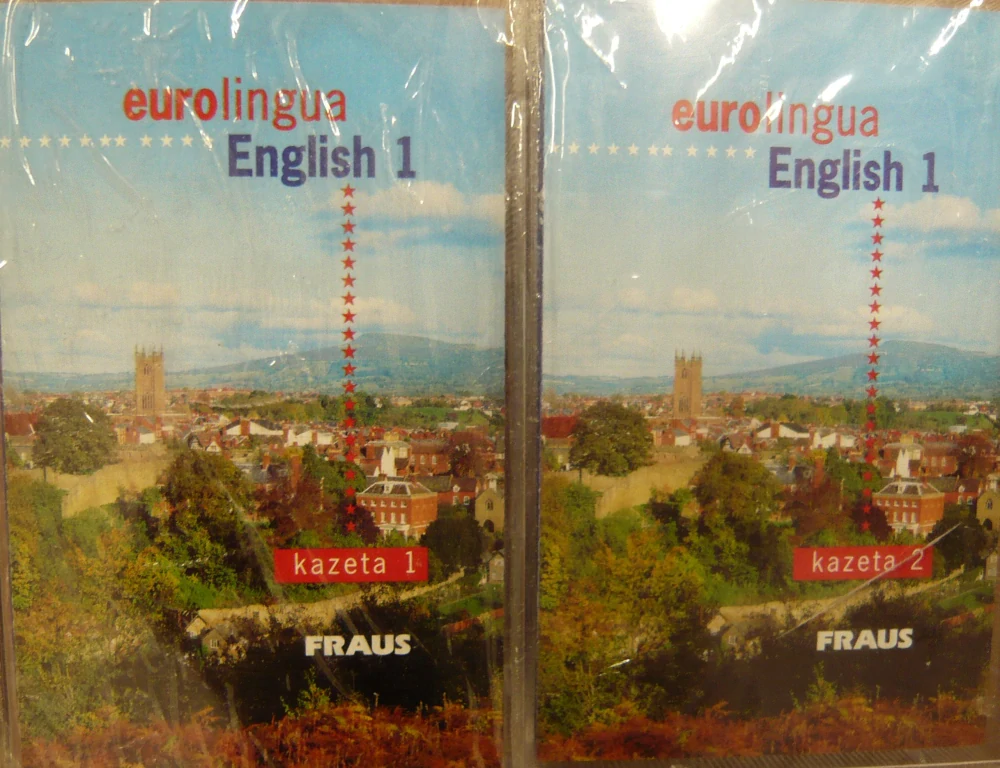 eurolingua
English 1
kazeta 1
FRAUS
eurolingua
English 1
kazeta 2
FRAUS